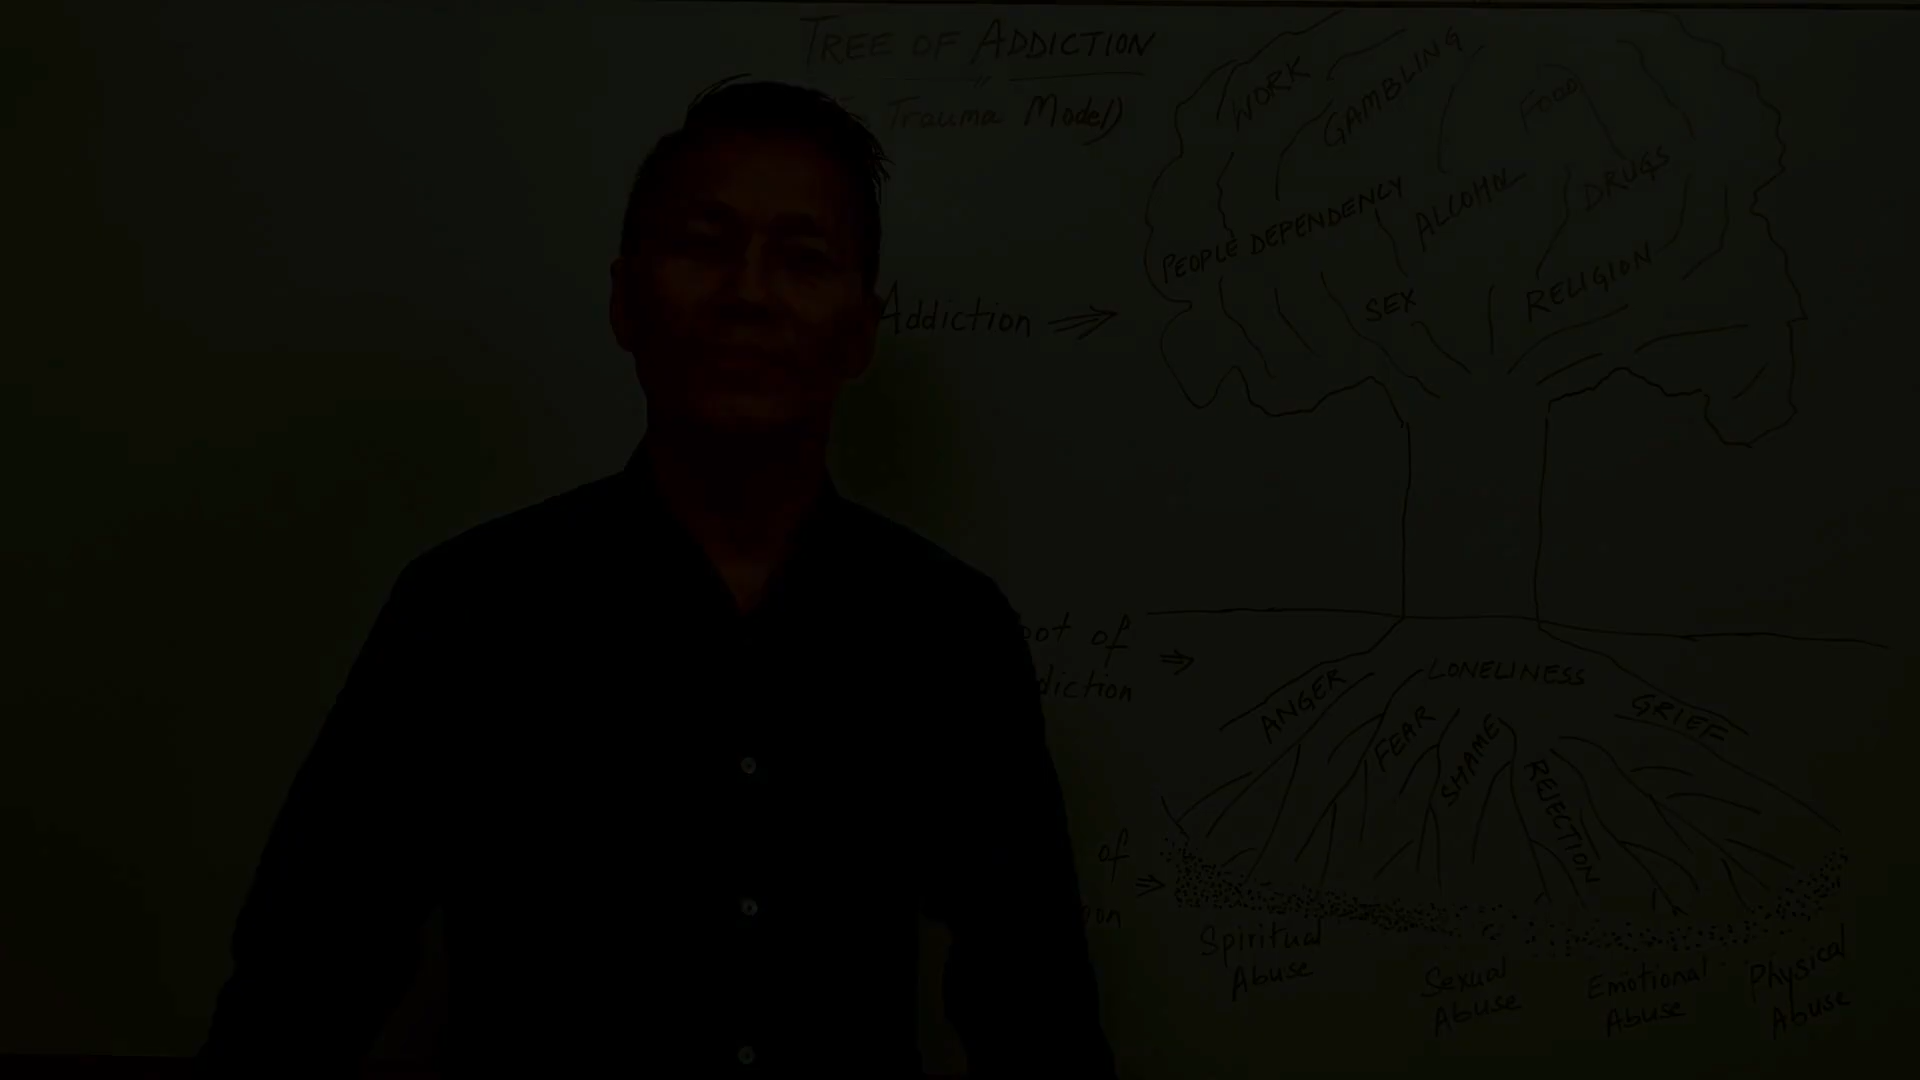 TREE OF ADDICTION
Trauma Model)
WORK
GAMBLING
FOOD
PEOPLE DEPENDENCY
ALCOHOL
DRUGS
Addiction ⇒
SEX
RELIGION
of
⇒
ANGER
LONELINESS
GRIEF
FEAR
SHAME
REJECTION
of
⇒
Spiritual
Abuse
Sexual
Abuse
Emotional
Abuse
Physical
Abuse